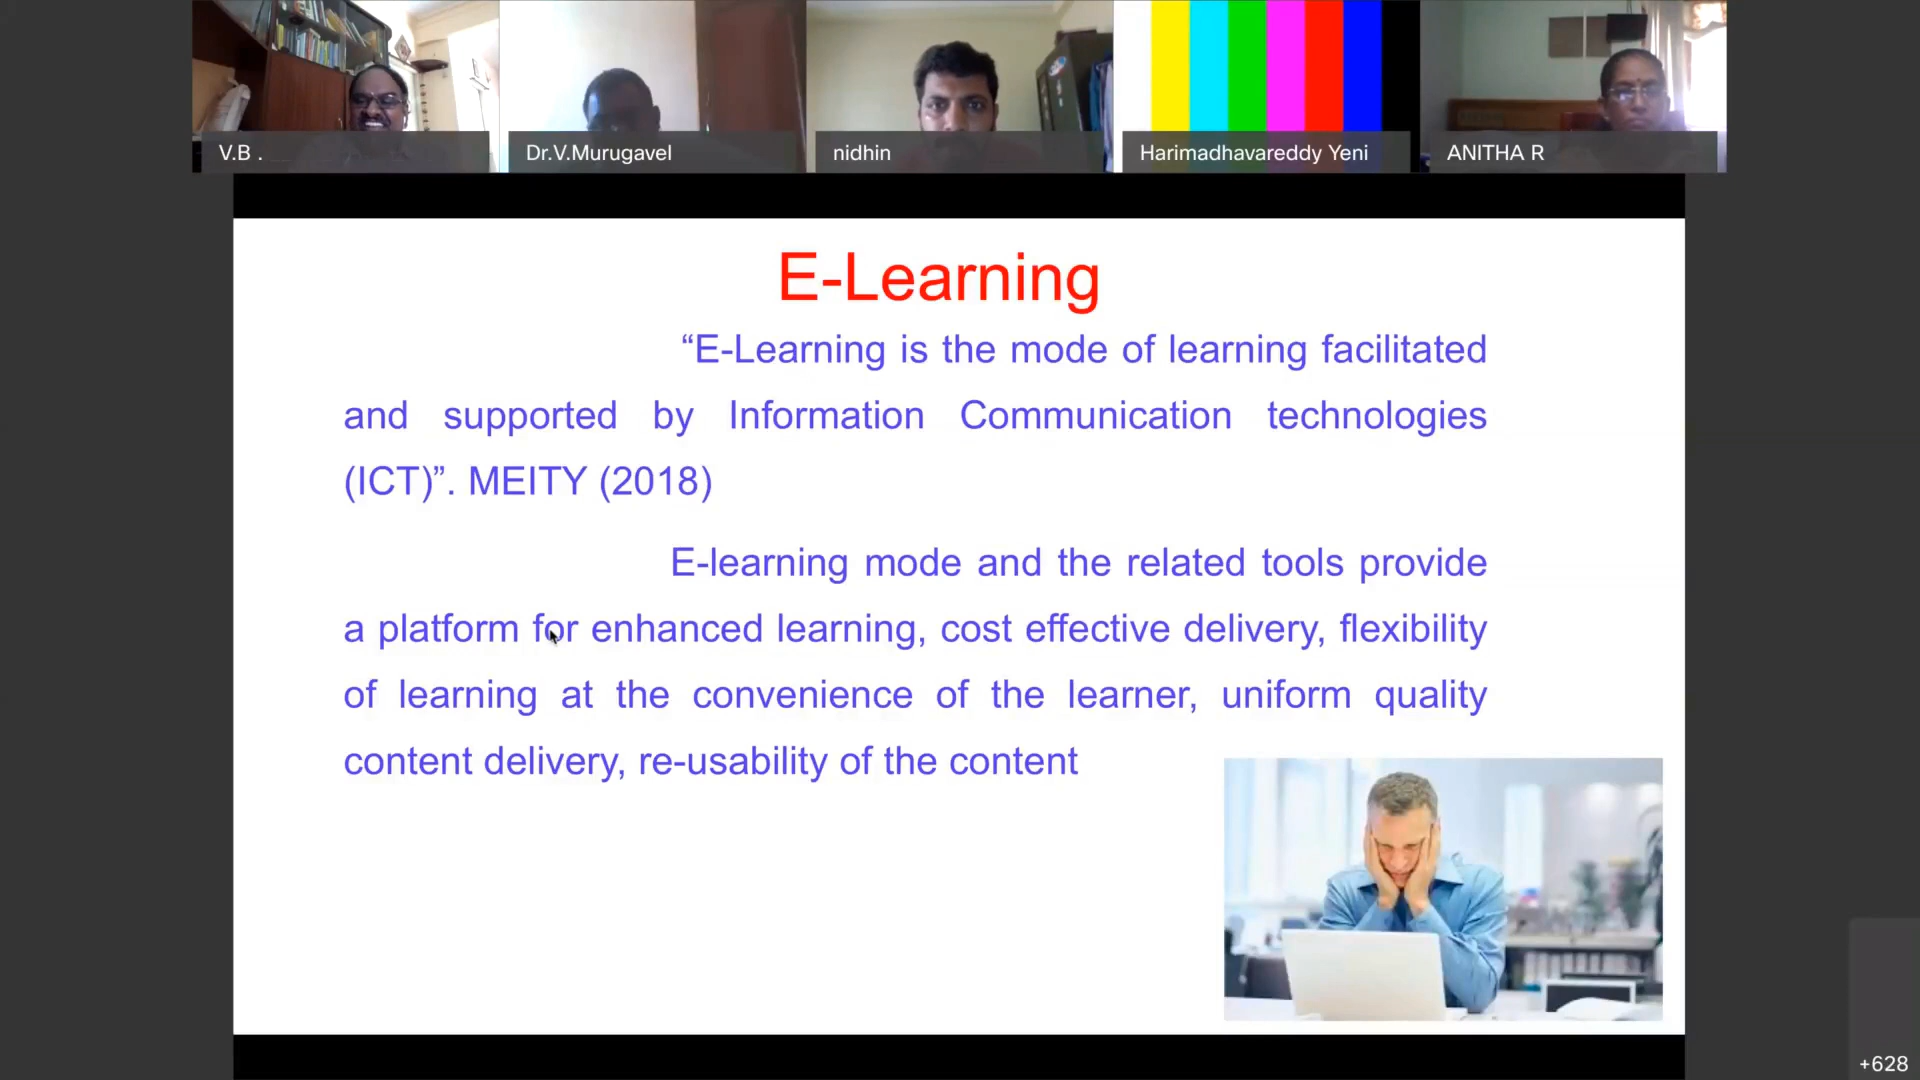 V.B .
Dr.V.Murugavel
nidhin
Harimadhavareddy Yeni
ANITHA R
E-Learning
“E-Learning is the mode of learning facilitated
and supported by Information Communication technologies
(ICT)”. MEITY (2018)
E-learning mode and the related tools provide
a platform for enhanced learning, cost effective delivery, flexibility
of learning at the convenience of the learner, uniform quality
content delivery, re-usability of the content
+628